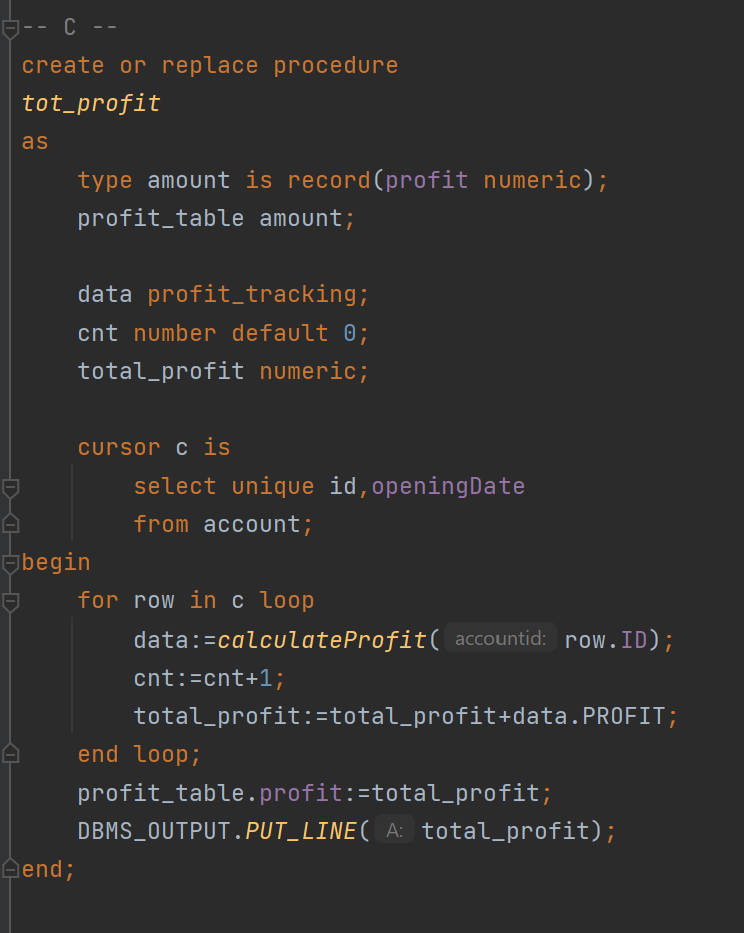 -- C --
create or replace procedure
tot_profit
as
    type amount is record(profit numeric);
    profit_table amount;

    data profit_tracking;
    cnt number default 0;
    total_profit numeric;

    cursor c is
        select unique id,openingDate
        from account;
begin
    for row in c loop
        data:=calculateProfit( accountid: row.ID);
        cnt:=cnt+1;
        total_profit:=total_profit+data.PROFIT;
    end loop;
    profit_table.profit:=total_profit;
    DBMS_OUTPUT.PUT_LINE( A: total_profit);
end;